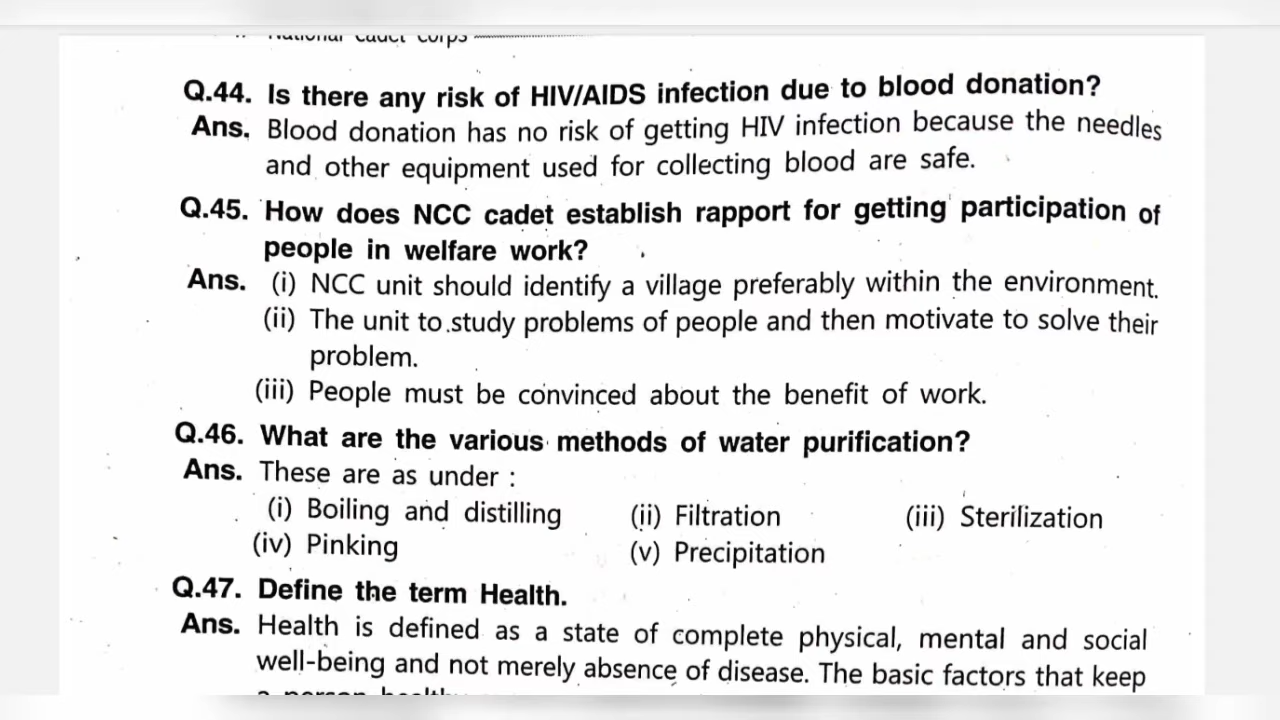 National Cadet Corps
Q.44. Is there any risk of HIV/AIDS infection due to blood donation?
Ans. Blood donation has no risk of getting HIV infection because the needles
and other equipment used for collecting blood are safe.
Q.45. How does NCC cadet establish rapport for getting participation of
people in welfare work?
Ans. (i) NCC unit should identify a village preferably within the environment.
(ii) The unit to study problems of people and then motivate to solve their
problem.
(iii) People must be convinced about the benefit of work.
Q.46. What are the various methods of water purification?
Ans. These are as under :
(i) Boiling and distilling (ii) Filtration (iii) Sterilization
(iv) Pinking (v) Precipitation
Q.47. Define the term Health.
Ans. Health is defined as a state of complete physical, mental and social
well-being and not merely absence of disease. The basic factors that keep
a person